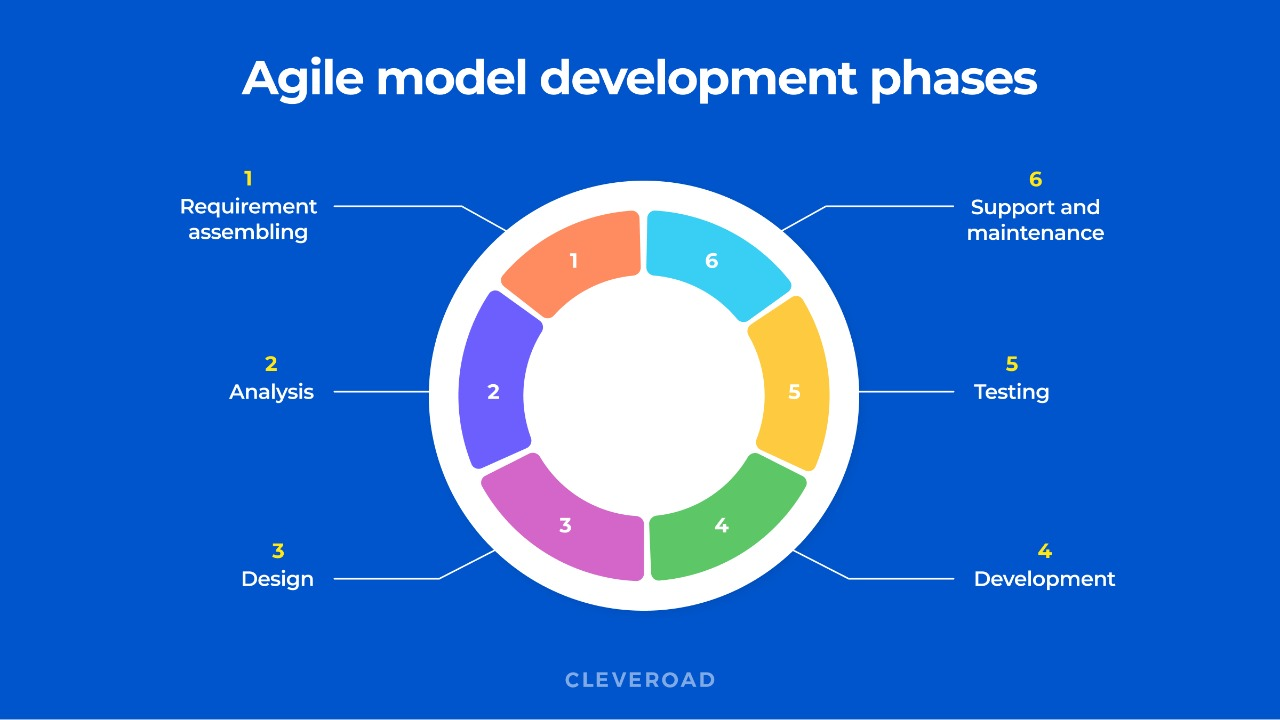 Agile model development phases
1
Requirement
assembling
6
Support and
maintenance
1
6
2
Analysis
5
Testing
2
5
3
Design
4
Development
3
4
CLEVEROAD